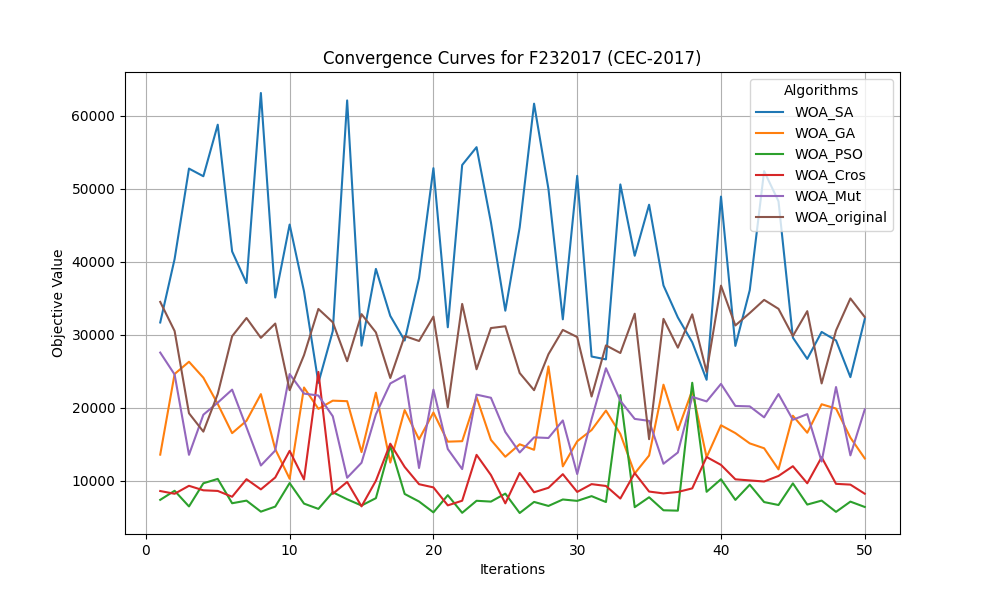 Convergence Curves for F232017 (CEC-2017)
Algorithms
WOA_SA
WOA_GA
WOA_PSO
WOA_Cros
WOA_Mut
WOA_original
Objective Value
60000
50000
40000
30000
20000
10000
0 10 20 30 40 50
Iterations